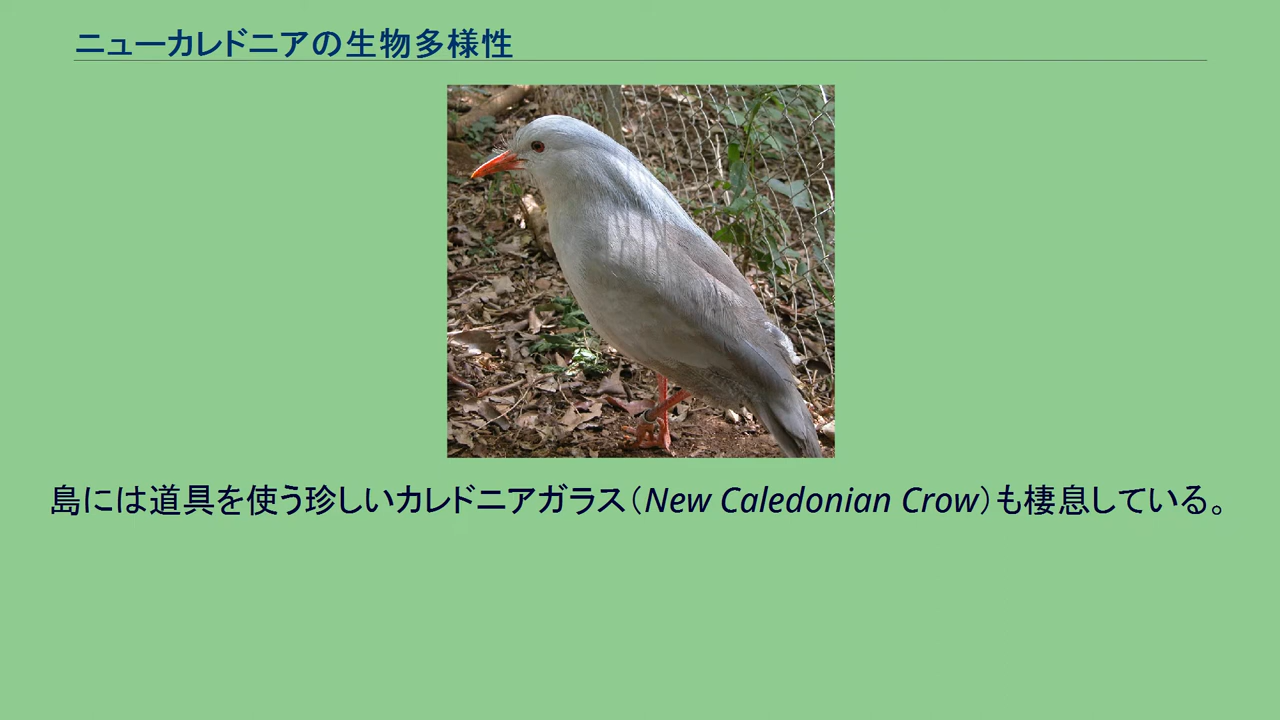 ニューカレドニアの生物多様性
島には道具を使う珍しいカレドニアガラス（New Caledonian Crow）も棲息している。